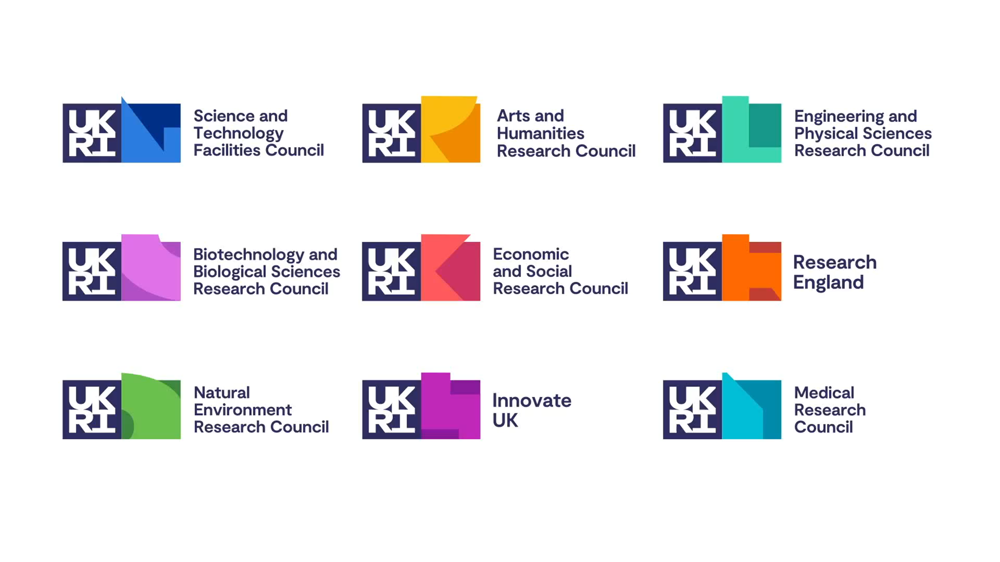 UK
RI
Science and
Technology
Facilities Council
UK
RI
Arts and
Humanities
Research Council
UK
RI
Engineering and
Physical Sciences
Research Council
UK
RI
Biotechnology and
Biological Sciences
Research Council
UK
RI
Economic
and Social
Research Council
UK
RI
Research
England
UK
RI
Natural
Environment
Research Council
UK
RI
Innovate
UK
UK
RI
Medical
Research
Council